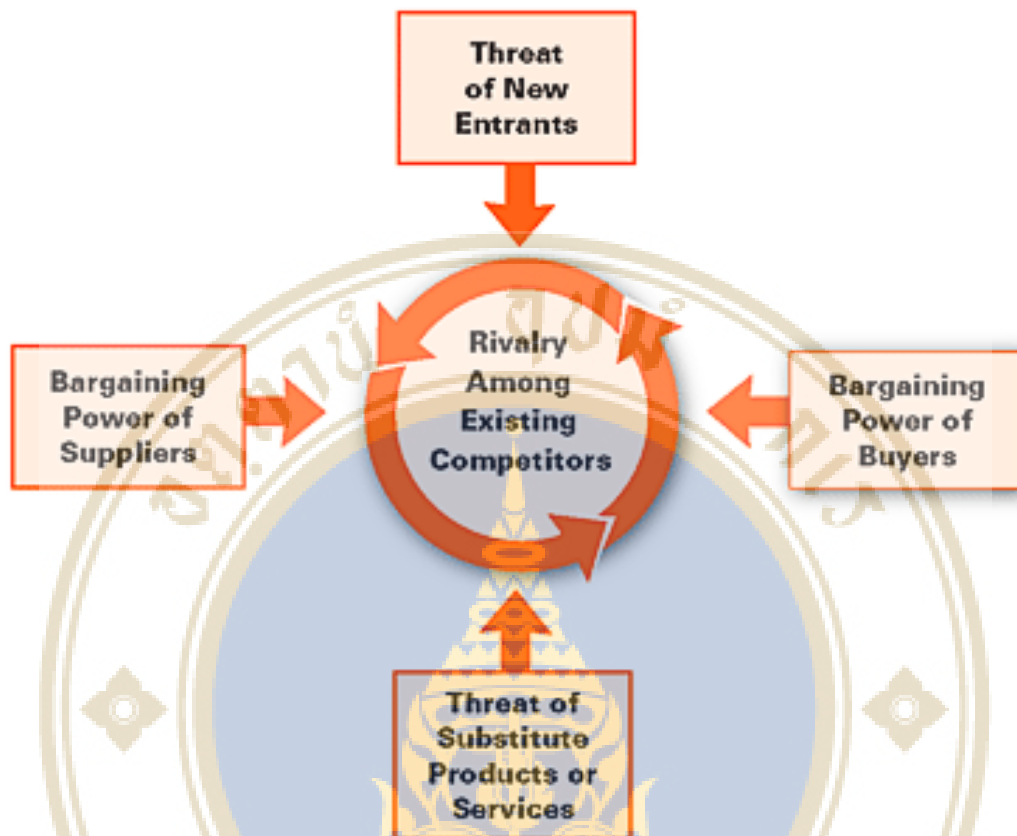 Threat
of New
Entrants
Bargaining
Power of
Suppliers
Rivalry
Among
Existing
Competitors
Bargaining
Power of
Buyers
Threat of
Substitute
Products or
Services